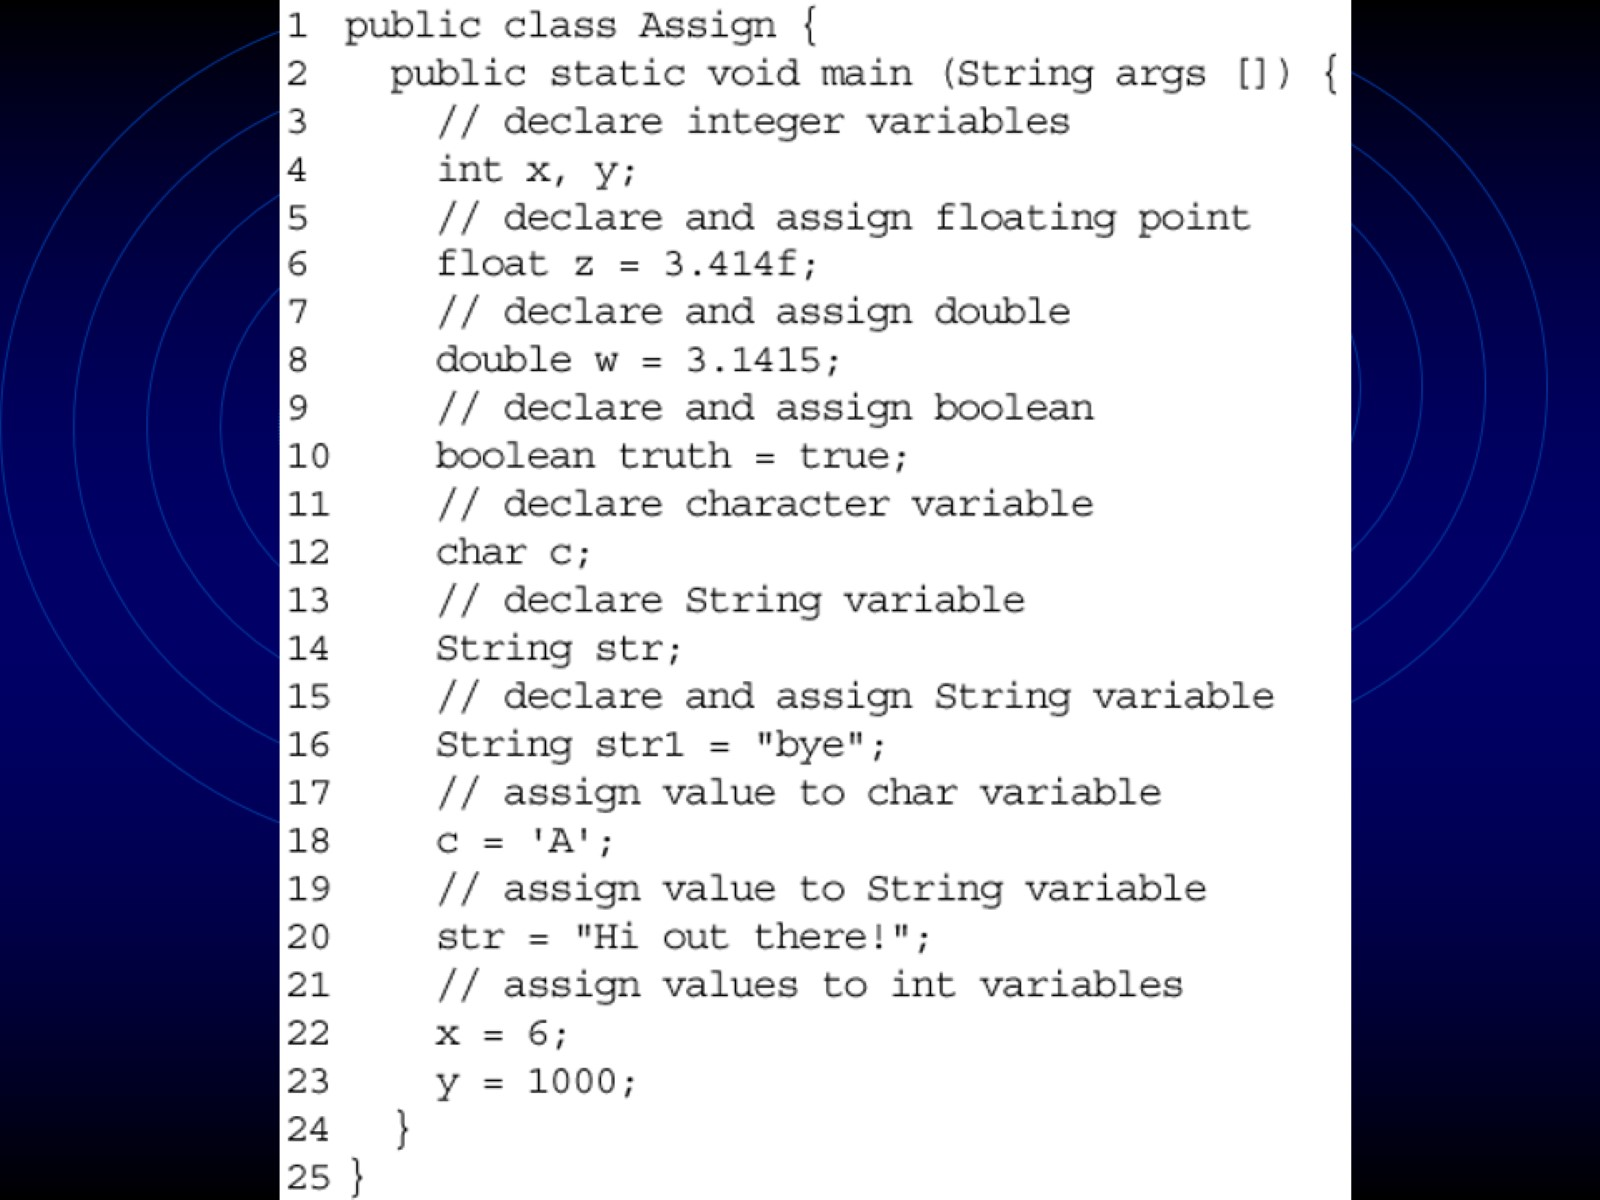 1 public class Assign {
2 public static void main (String args []) {
3 // declare integer variables
4 int x, y;
5 // declare and assign floating point
6 float z = 3.414f;
7 // declare and assign double
8 double w = 3.1415;
9 // declare and assign boolean
10 boolean truth = true;
11 // declare character variable
12 char c;
13 // declare String variable
14 String str;
15 // declare and assign String variable
16 String str1 = "bye";
17 // assign value to char variable
18 c = 'A';
19 // assign value to String variable
20 str = "Hi out there!";
21 // assign values to int variables
22 x = 6;
23 y = 1000;
24 }
25 }